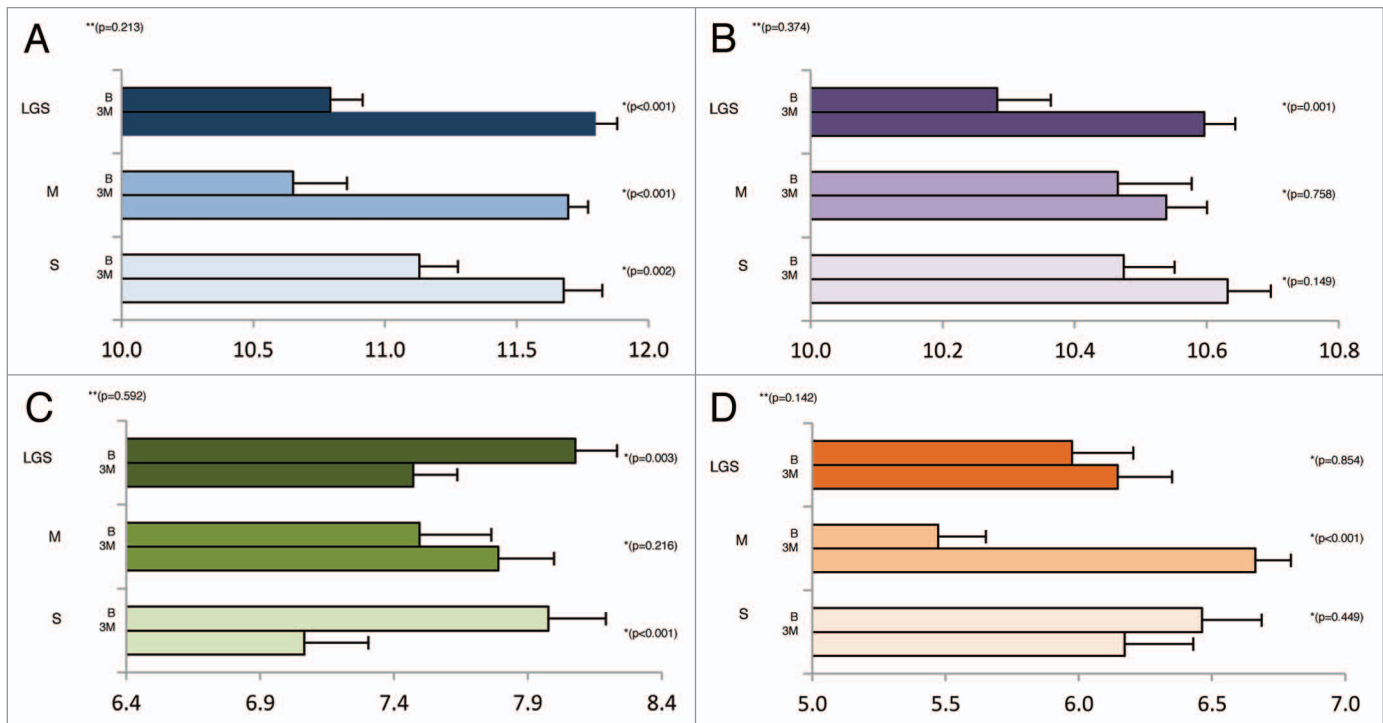 A
**(p=0.213)
LGS
B
3M
*(p<0.001)
M
B
3M
*(p<0.001)
S
B
3M
*(p=0.002)
10.0 10.5 11.0 11.5 12.0
B
**(p=0.374)
LGS
B
3M
*(p=0.001)
M
B
3M
*(p=0.758)
S
B
3M
*(p=0.149)
10.0 10.2 10.4 10.6 10.8
C
**(p=0.592)
LGS
B
3M
*(p=0.003)
M
B
3M
*(p=0.216)
S
B
3M
*(p<0.001)
6.4 6.9 7.4 7.9 8.4
D
**(p=0.142)
LGS
B
3M
*(p=0.854)
M
B
3M
*(p<0.001)
S
B
3M
*(p=0.449)
5.0 5.5 6.0 6.5 7.0